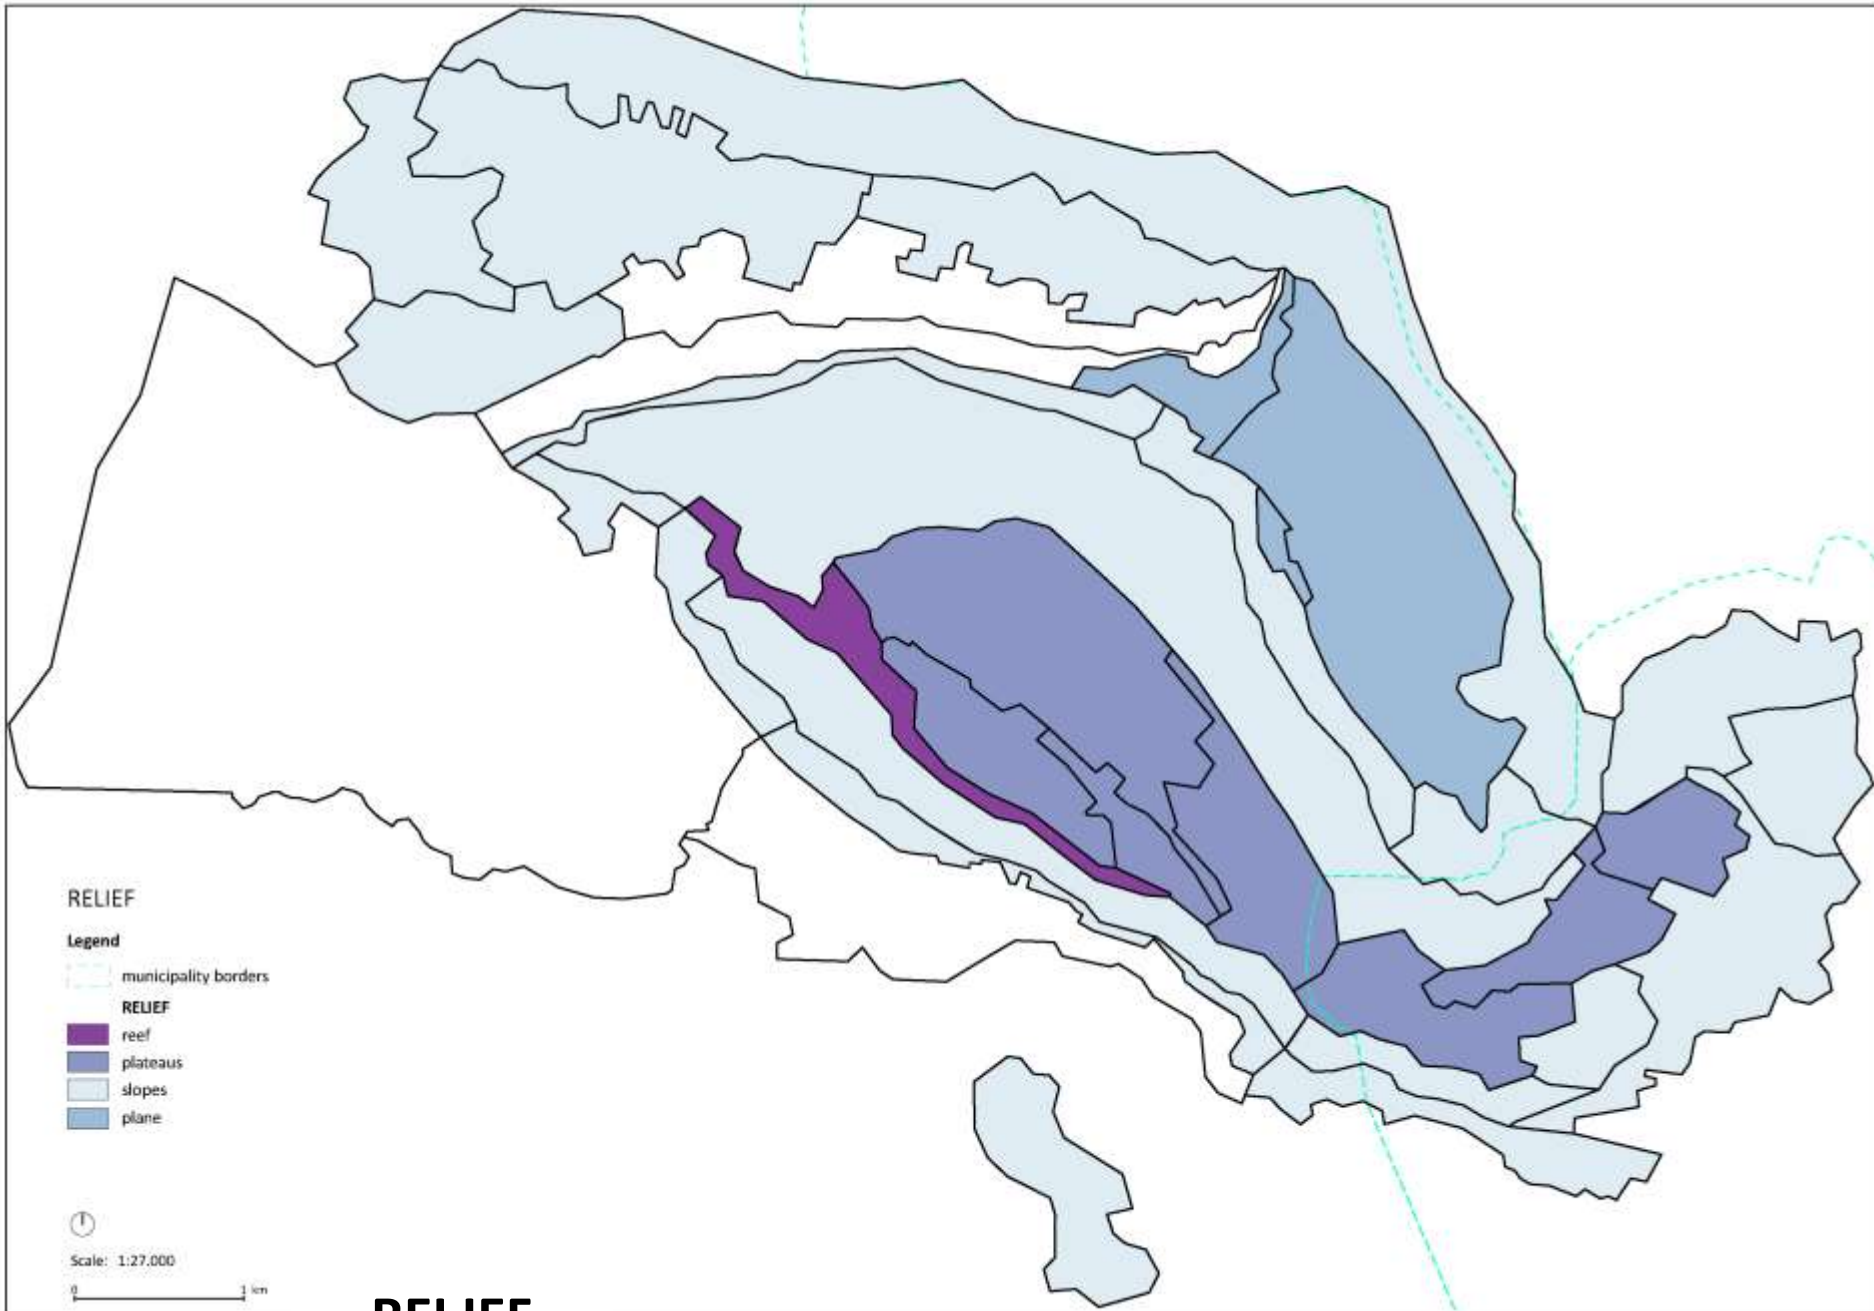 RELIEF
Legend
municipality borders
RELIEF
reef
plateaus
slopes
plane
Scale: 1:27.000
0 1 km
RELIEF